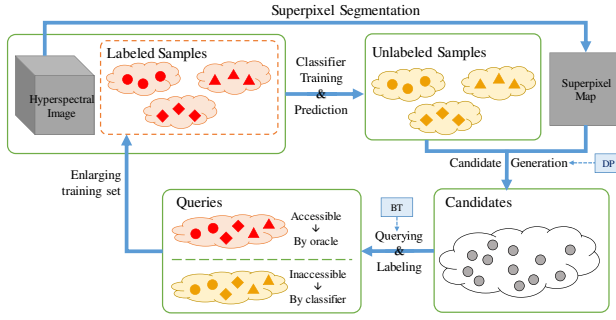 Superpixel Segmentation
Labeled Samples
Hyperspectral
Image
Classifier
Training
&
Prediction
Unlabeled Samples
Superpixel
Map
Candidate Generation
DP
Enlarging
training set
Queries
Accessible
By oracle
Inaccessible
By classifier
BT
Querying
&
Labeling
Candidates